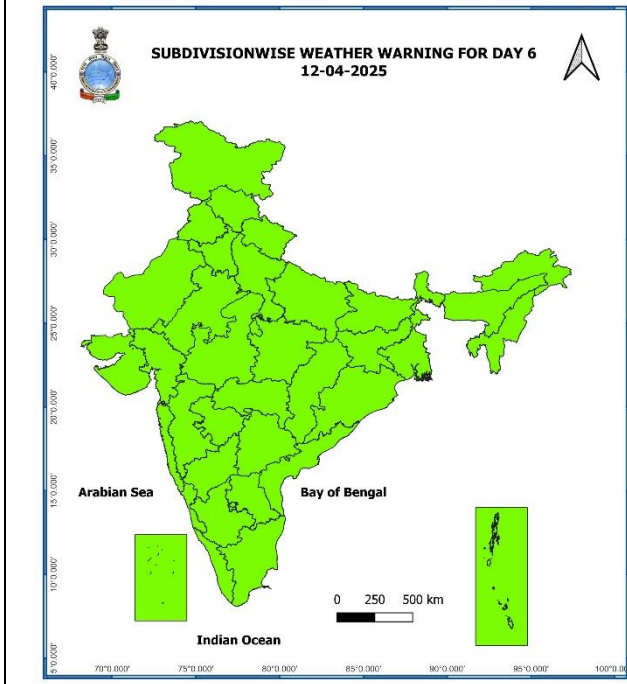 SUBDIVISIONWISE WEATHER WARNING FOR DAY 6
12-04-2025
40°0.000'
35°0.000'
30°0.000'
25°0.000'
20°0.000'
15°0.000'
10°0.000'
5°0.000'
Arabian Sea
Bay of Bengal
0 250 500 km
Indian Ocean
70°0.000' 75°0.000' 80°0.000' 85°0.000' 90°0.000' 95°0.000' 100°0.0